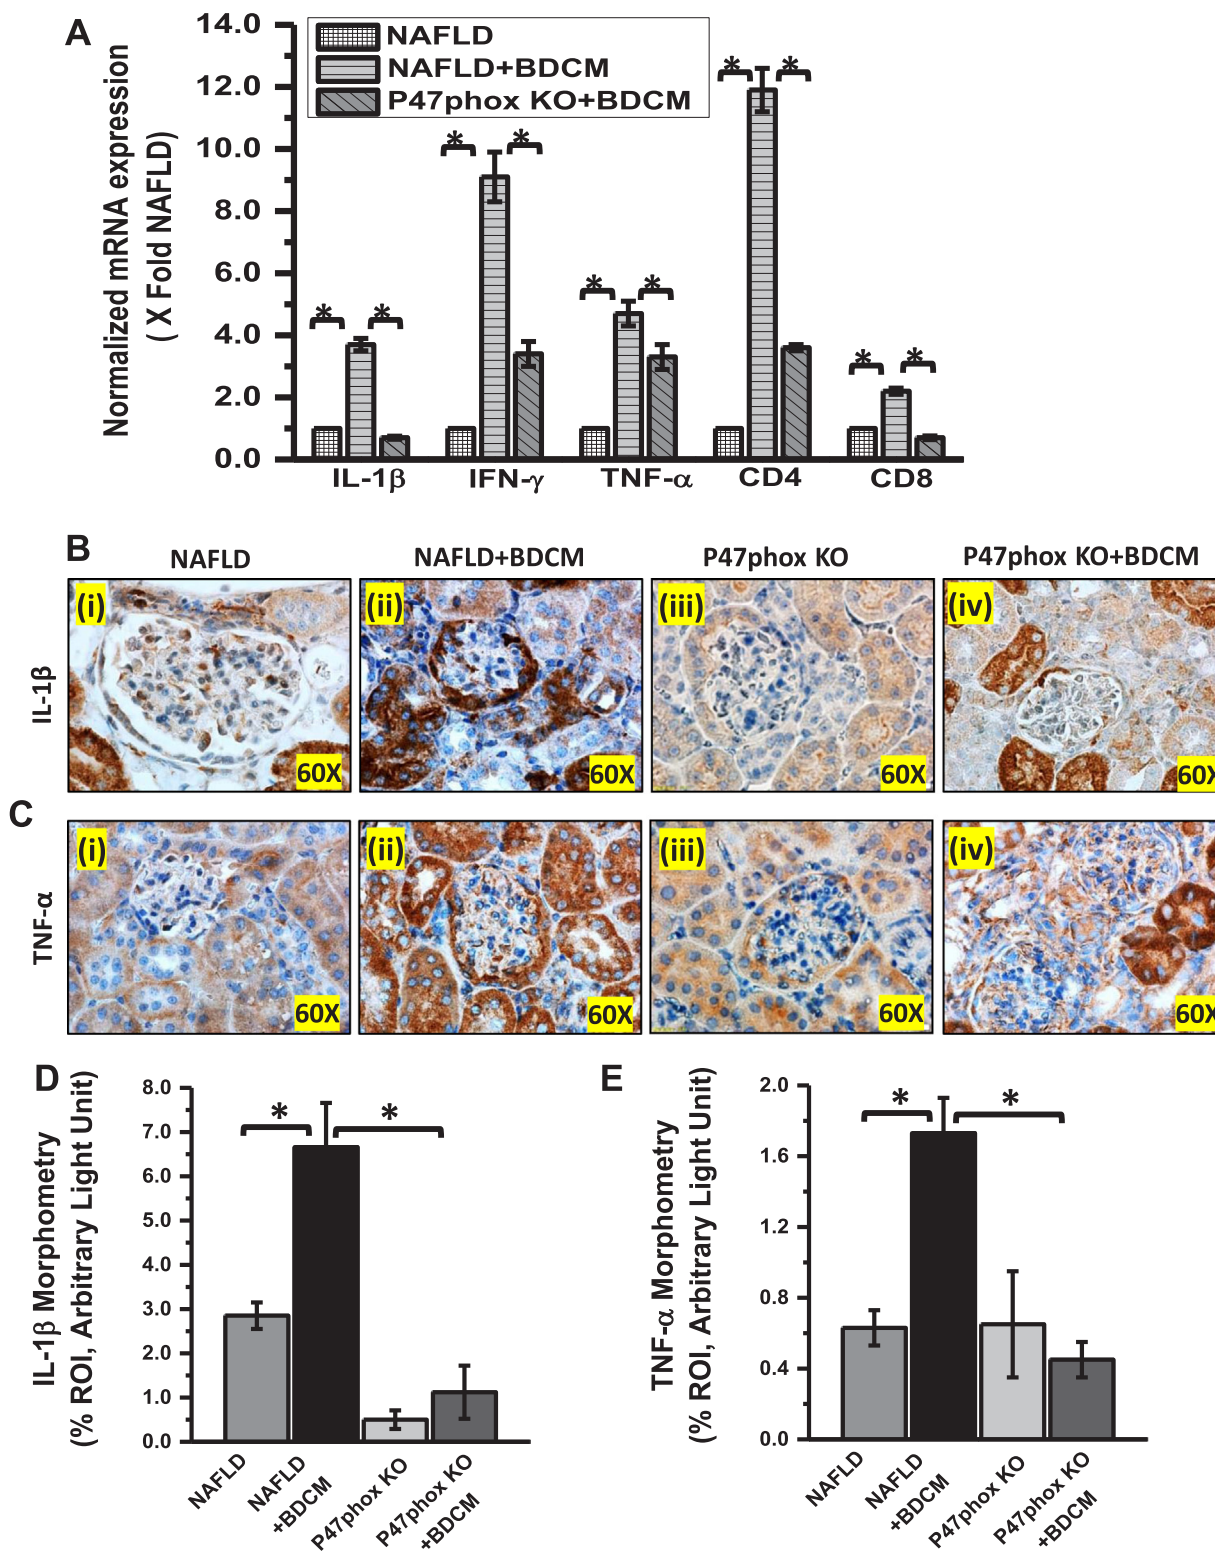 A
14.0
12.0
10.0
8.0
6.0
4.0
2.0
0.0
Normalized mRNA expression
( X Fold NAFLD)
NAFLD
NAFLD+BDCM
P47phox KO+BDCM
* * * * * * * * * *
IL-1β IFN-γ TNF-α CD4 CD8
B
NAFLD NAFLD+BDCM P47phox KO P47phox KO+BDCM
IL-1β
(i) (ii) (iii) (iv)
60X 60X 60X 60X
C
TNF-α
(i) (ii) (iii) (iv)
60X 60X 60X 60X
D
IL-1β Morphometry
(% ROI, Arbitrary Light Unit)
8.0
7.0
6.0
5.0
4.0
3.0
2.0
1.0
0.0
* *
NAFLD
NAFLD
+BDCM
P47phox KO
P47phox KO
+BDCM
E
TNF-α Morphometry
(% ROI, Arbitrary Light Unit)
2.0
1.6
1.2
0.8
0.4
0.0
* *
NAFLD
NAFLD
+BDCM
P47phox KO
P47phox KO
+BDCM